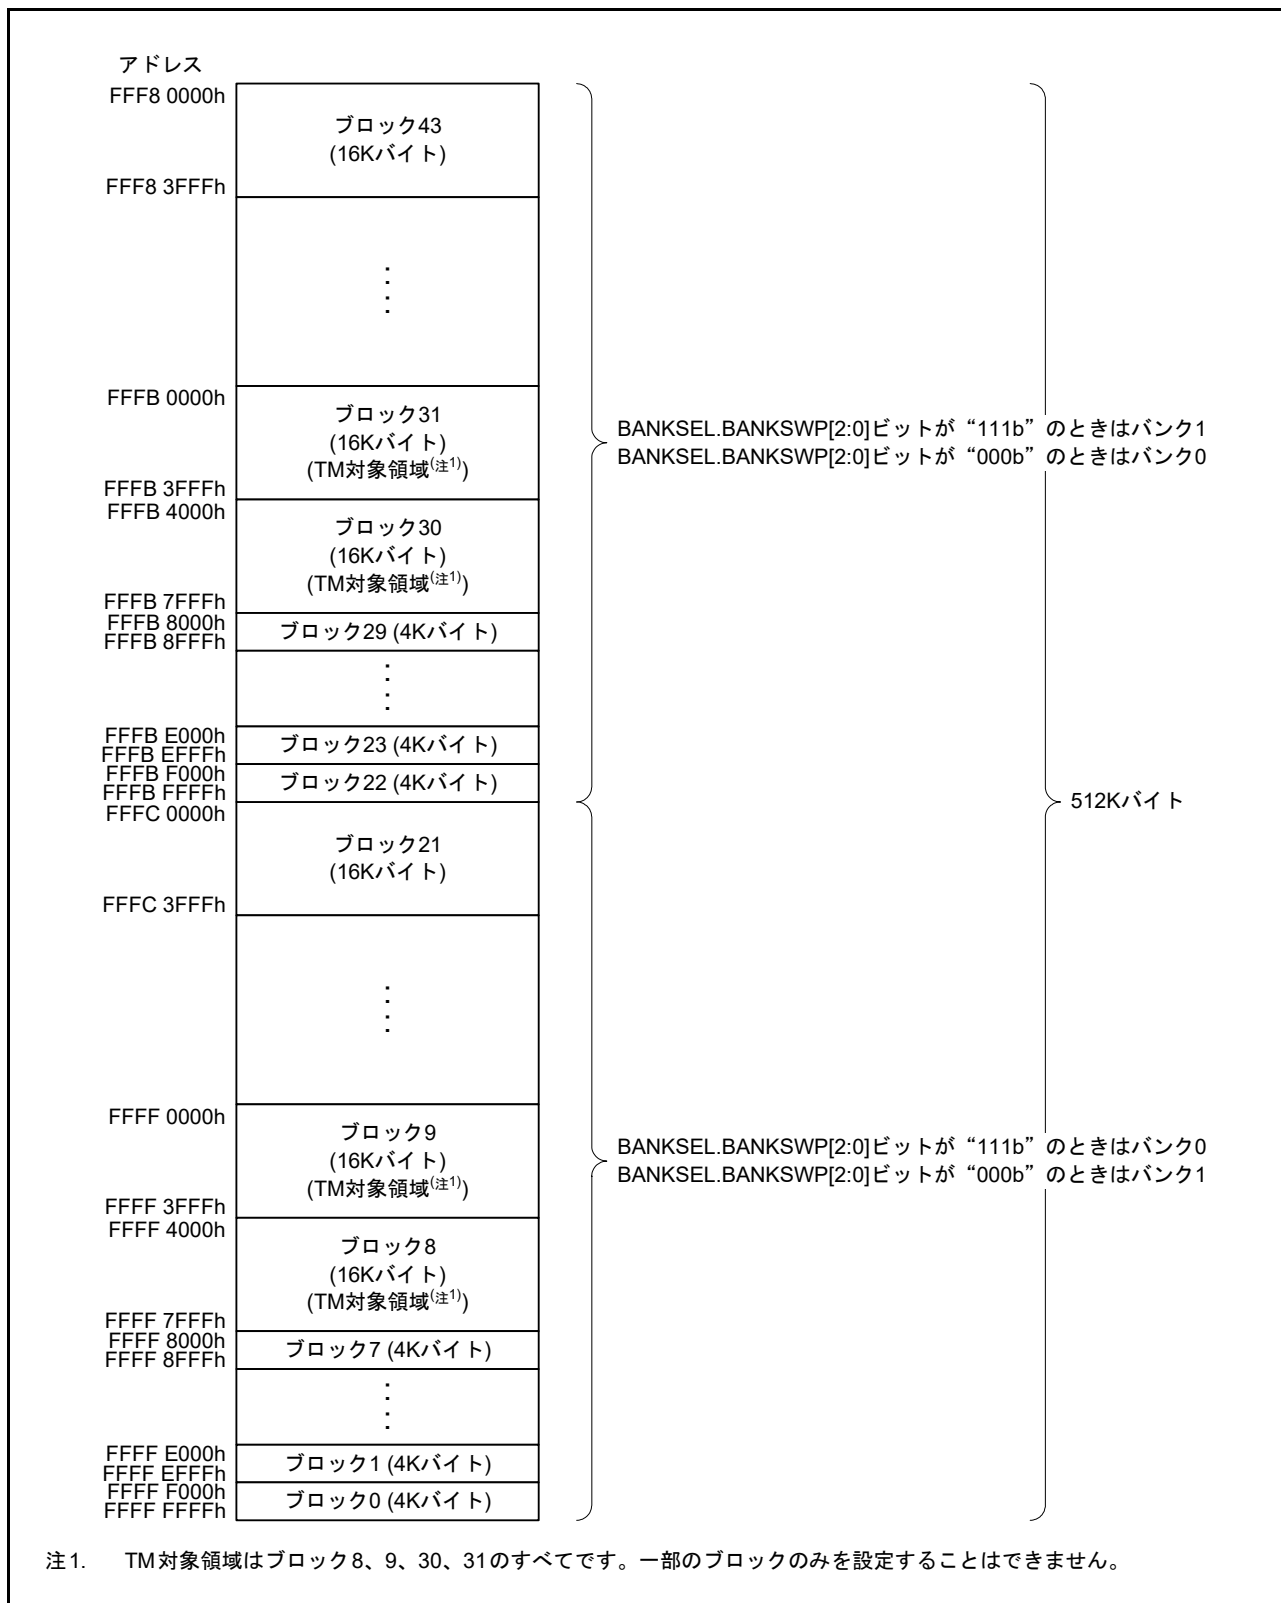 アドレス
FFF8 0000h
ブロック43
(16Kバイト)
FFF8 3FFFh
FFFB 0000h
ブロック31
(16Kバイト)
(TM対象領域(注1))
FFFB 3FFFh
FFFB 4000h
ブロック30
(16Kバイト)
(TM対象領域(注1))
FFFB 7FFFh
FFFB 8000h
FFFB 8FFFh
ブロック29 (4Kバイト)
FFFB E000h
FFFB EFFFh
ブロック23 (4Kバイト)
FFFB F000h
FFFB FFFFh
ブロック22 (4Kバイト)
BANKSEL.BANKSWP[2:0]ビットが“111b”のときはバンク1
BANKSEL.BANKSWP[2:0]ビットが“000b”のときはバンク0
FFFC 0000h
ブロック21
(16Kバイト)
FFFC 3FFFh
512Kバイト
FFFF 0000h
ブロック9
(16Kバイト)
(TM対象領域(注1))
FFFF 3FFFh
FFFF 4000h
ブロック8
(16Kバイト)
(TM対象領域(注1))
FFFF 7FFFh
FFFF 8000h
FFFF 8FFFh
ブロック7 (4Kバイト)
FFFF E000h
FFFF EFFFh
ブロック1 (4Kバイト)
FFFF F000h
FFFF FFFFh
ブロック0 (4Kバイト)
BANKSEL.BANKSWP[2:0]ビットが“111b”のときはバンク0
BANKSEL.BANKSWP[2:0]ビットが“000b”のときはバンク1
注1. TM対象領域はブロック8、9、30、31のすべてです。一部のブロックのみを設定することはできません。